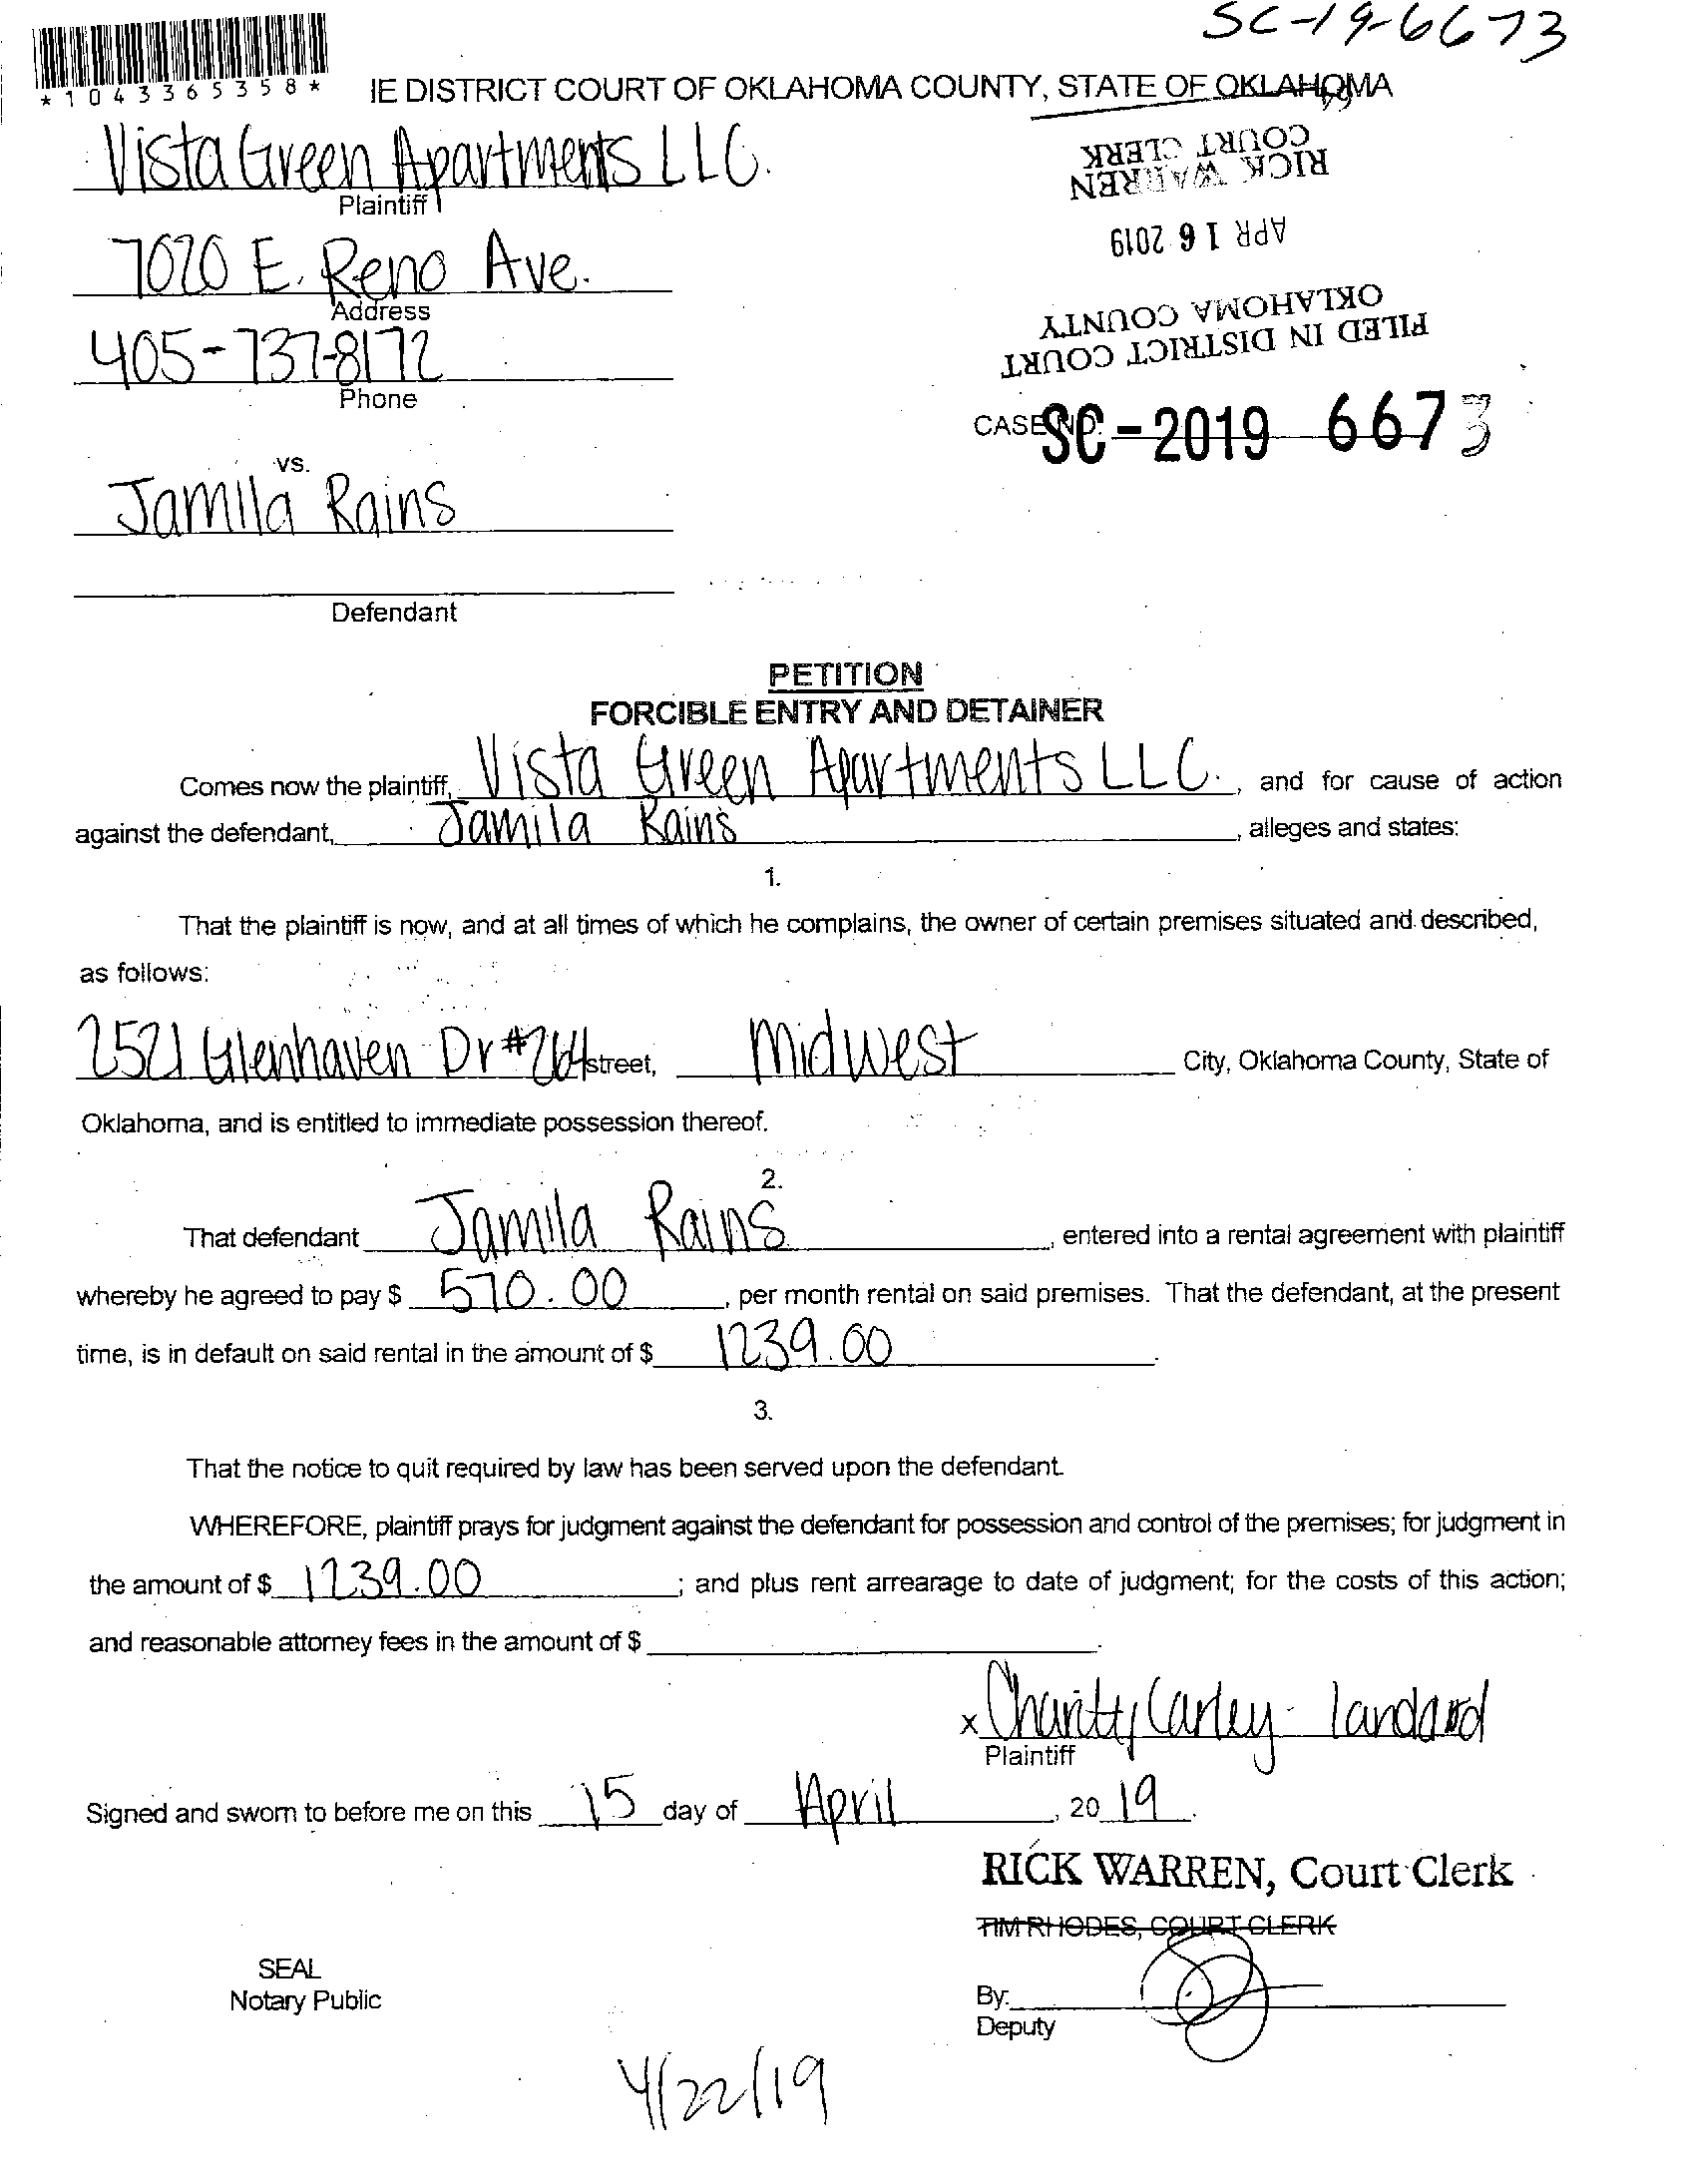 SC-19-6673
*1043365358*
IE DISTRICT COURT OF OKLAHOMA COUNTY, STATE OF OKLAHOMA
Vista Green Apartments LLC.
Plaintiff
7020 E. Reno Ave.
Address
405-737-8172
Phone
FILED IN DISTRICT COURT
OKLAHOMA COUNTY
APR 16 2019
RICK WARREN
COURT CLERK
CASE NO. SC-2019 6673
vs.
Jamila Rains
Defendant
PETITION
FORCIBLE ENTRY AND DETAINER
Comes now the plaintiff, Vista Green Apartments LLC., and for cause of action
against the defendant, Jamila Rains, alleges and states:
1.
That the plaintiff is now, and at all times of which he complains, the owner of certain premises situated and described,
as follows:
2521 Glenhaven Dr #264 street, Midwest City, Oklahoma County, State of
Oklahoma, and is entitled to immediate possession thereof.
2.
That defendant Jamila Rains, entered into a rental agreement with plaintiff
whereby he agreed to pay $ 570.00, per month rental on said premises. That the defendant, at the present
time, is in default on said rental in the amount of $ 1239.00.
3.
That the notice to quit required by law has been served upon the defendant.
WHEREFORE, plaintiff prays for judgment against the defendant for possession and control of the premises; for judgment in
the amount of $ 1239.00; and plus rent arrearage to date of judgment; for the costs of this action;
and reasonable attorney fees in the amount of $ .
x Charity Carley - landlord
Plaintiff
Signed and sworn to before me on this 15 day of April, 2019.
RICK WARREN, Court Clerk
TIM RHODES, COURT CLERK
SEAL
Notary Public
By:
Deputy
4/22/19